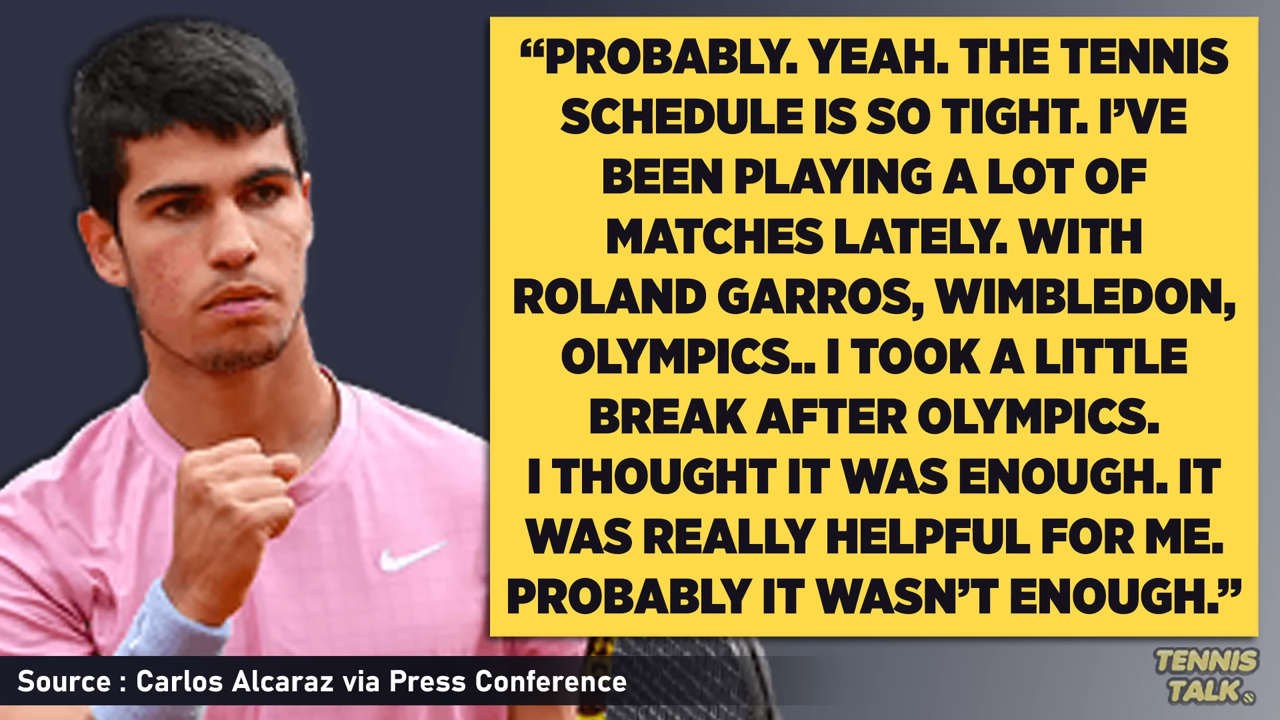 “PROBABLY. YEAH. THE TENNIS
SCHEDULE IS SO TIGHT. I’VE
BEEN PLAYING A LOT OF
MATCHES LATELY. WITH
ROLAND GARROS, WIMBLEDON,
OLYMPICS.. I TOOK A LITTLE
BREAK AFTER OLYMPICS.
I THOUGHT IT WAS ENOUGH. IT
WAS REALLY HELPFUL FOR ME.
PROBABLY IT WASN’T ENOUGH.”
Source : Carlos Alcaraz via Press Conference
TENNIS
TALK